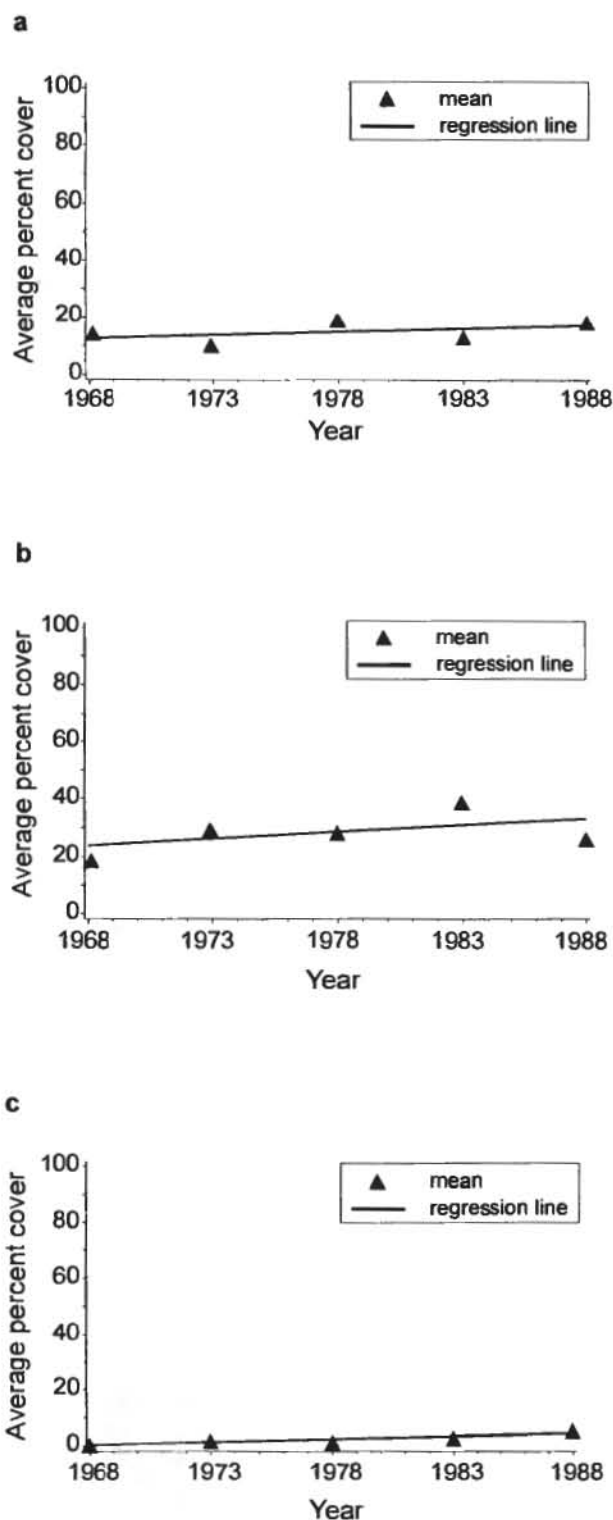 a
100
80
60
40
20
0
Average percent cover
mean
regression line
1968 1973 1978 1983 1988
Year
b
100
80
60
40
20
0
Average percent cover
mean
regression line
1968 1973 1978 1983 1988
Year
c
100
80
60
40
20
0
Average percent cover
mean
regression line
1968 1973 1978 1983 1988
Year